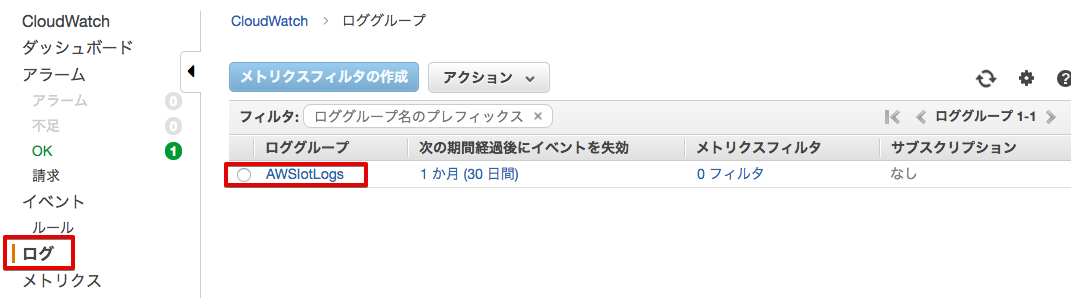 CloudWatch
ダッシュボード
アラーム
アラーム 0
不足 0
OK 1
請求
イベント
ルール
ログ
メトリクス
CloudWatch > ロググループ
メトリクスフィルタの作成 アクション
フィルタ: ロググループ名のプレフィックス × ロググループ 1-1
ロググループ 次の期間経過後にイベントを失効 メトリクスフィルタ サブスクリプション
AWSIotLogs 1 か月 (30 日間) 0 フィルタ なし